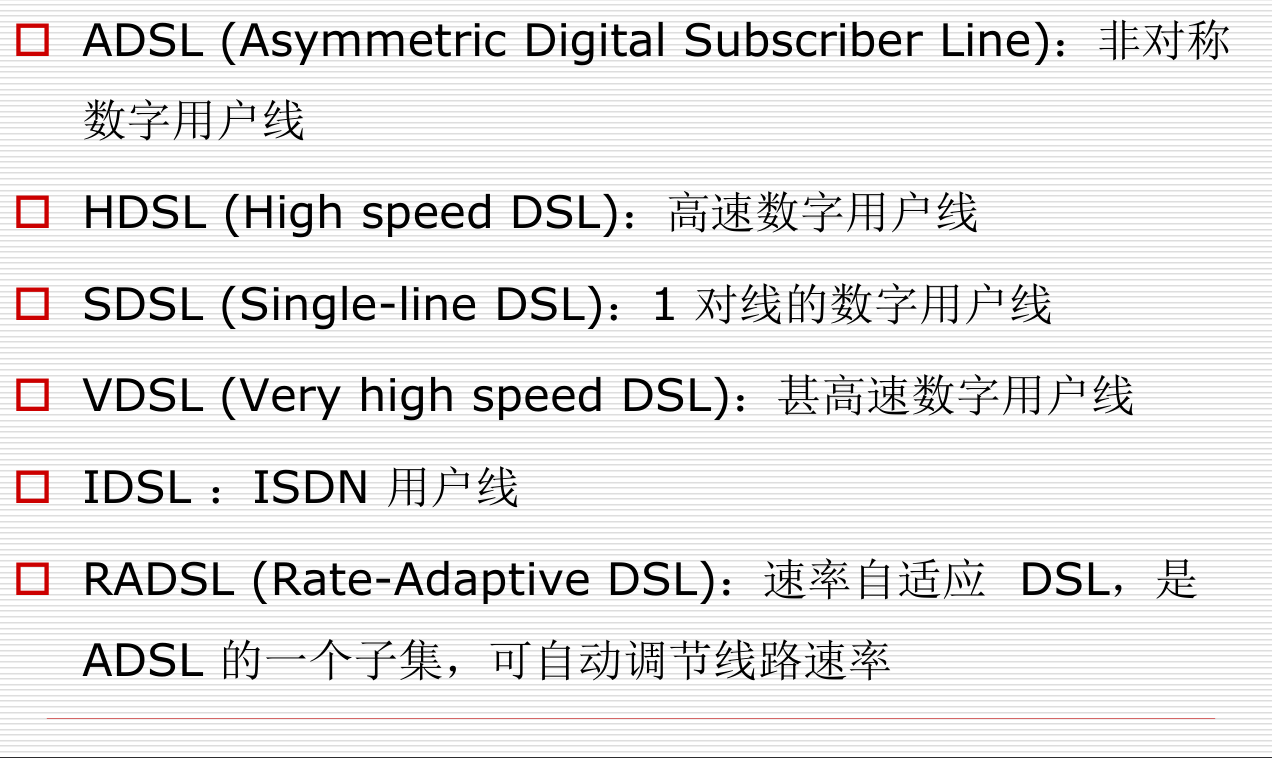 ADSL (Asymmetric Digital Subscriber Line)：非对称
数字用户线
HDSL (High speed DSL)：高速数字用户线
SDSL (Single-line DSL)：1 对线的数字用户线
VDSL (Very high speed DSL)：甚高速数字用户线
IDSL ：ISDN 用户线
RADSL (Rate-Adaptive DSL)：速率自适应 DSL，是
ADSL 的一个子集，可自动调节线路速率